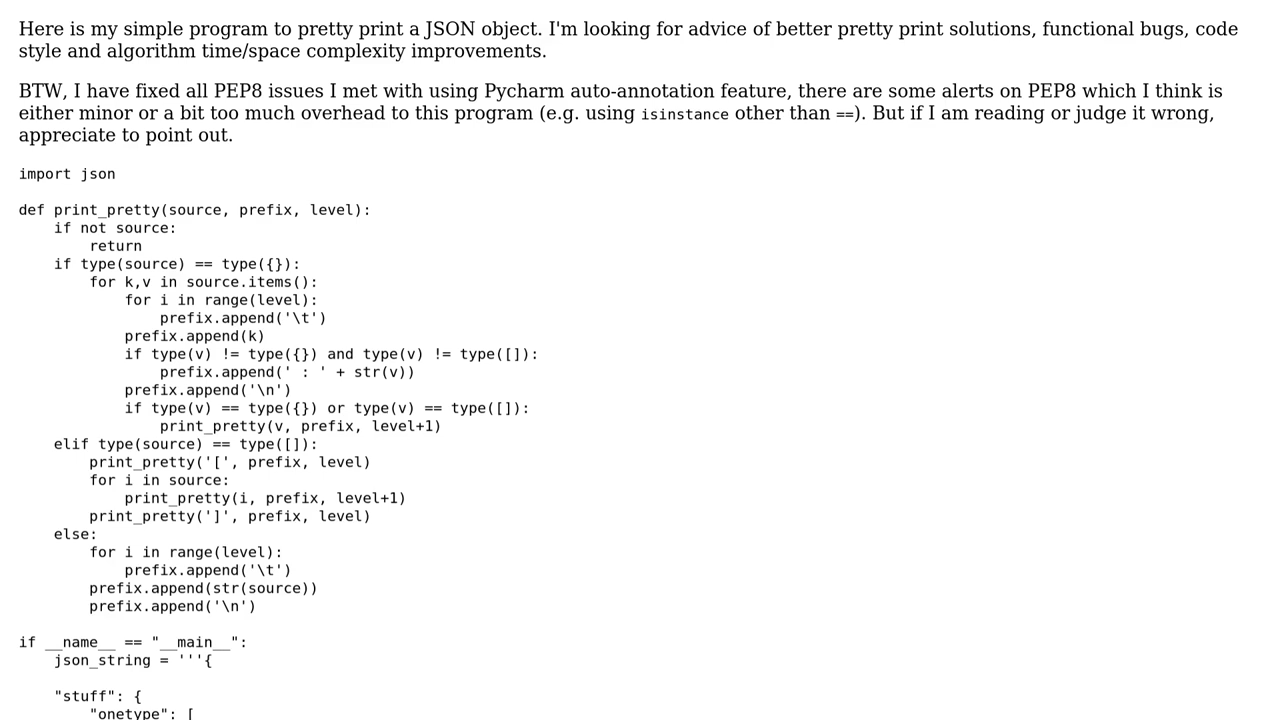 Here is my simple program to pretty print a JSON object. I'm looking for advice of better pretty print solutions, functional bugs, code
style and algorithm time/space complexity improvements.
BTW, I have fixed all PEP8 issues I met with using Pycharm auto-annotation feature, there are some alerts on PEP8 which I think is
either minor or a bit too much overhead to this program (e.g. using isinstance other than ==). But if I am reading or judge it wrong,
appreciate to point out.
import json
def print_pretty(source, prefix, level):
    if not source:
        return
    if type(source) == type({}):
        for k,v in source.items():
            for i in range(level):
                prefix.append('\t')
            prefix.append(k)
            if type(v) != type({}) and type(v) != type([]):
                prefix.append(' : ' + str(v))
            prefix.append('\n')
            if type(v) == type({}) or type(v) == type([]):
                print_pretty(v, prefix, level+1)
    elif type(source) == type([]):
        print_pretty('[', prefix, level)
        for i in source:
            print_pretty(i, prefix, level+1)
        print_pretty(']', prefix, level)
    else:
        for i in range(level):
            prefix.append('\t')
        prefix.append(str(source))
        prefix.append('\n')
if __name__ == "__main__":
    json_string = '''{
    "stuff": {
        "onetype": [